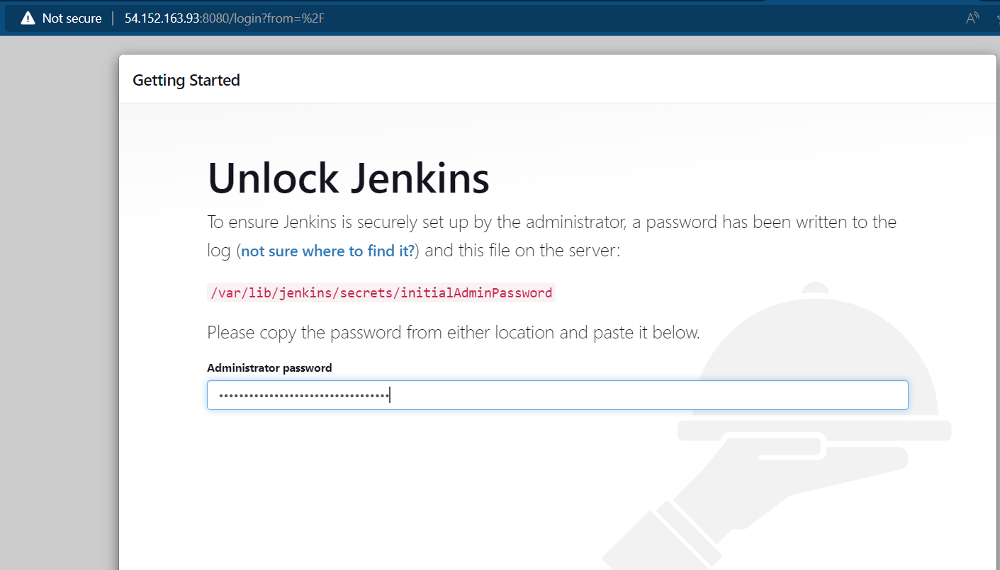 Not secure | 54.152.163.93:8080/login?from=%2F
Getting Started
Unlock Jenkins
To ensure Jenkins is securely set up by the administrator, a password has been written to the
log (not sure where to find it?) and this file on the server:
/var/lib/jenkins/secrets/initialAdminPassword
Please copy the password from either location and paste it below.
Administrator password
••••••••••••••••••••••••••••••••••